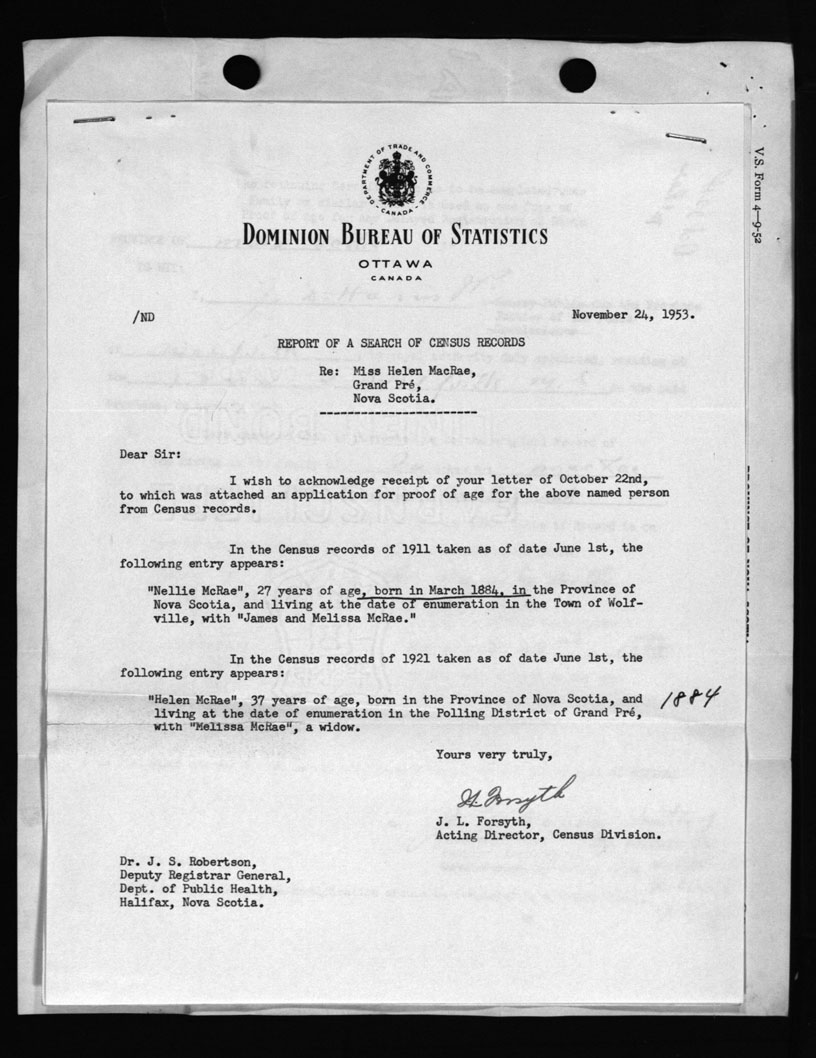 DEPARTMENT OF TRADE AND COMMERCE
CANADA
DOMINION BUREAU OF STATISTICS
OTTAWA
CANADA
V.S. Form 4—9-52
/ND
November 24, 1953.
REPORT OF A SEARCH OF CENSUS RECORDS
Re: Miss Helen MacRae,
Grand Pré,
Nova Scotia.
Dear Sir:
I wish to acknowledge receipt of your letter of October 22nd,
to which was attached an application for proof of age for the above named person
from Census records.
In the Census records of 1911 taken as of date June 1st, the
following entry appears:
"Nellie McRae", 27 years of age, born in March 1884, in the Province of
Nova Scotia, and living at the date of enumeration in the Town of Wolf-
ville, with "James and Melissa McRae."
In the Census records of 1921 taken as of date June 1st, the
following entry appears:
"Helen McRae", 37 years of age, born in the Province of Nova Scotia, and
living at the date of enumeration in the Polling District of Grand Pré,
with "Melissa McRae", a widow.
1884
Yours very truly,
J. L. Forsyth
J. L. Forsyth,
Acting Director, Census Division.
Dr. J. S. Robertson,
Deputy Registrar General,
Dept. of Public Health,
Halifax, Nova Scotia.